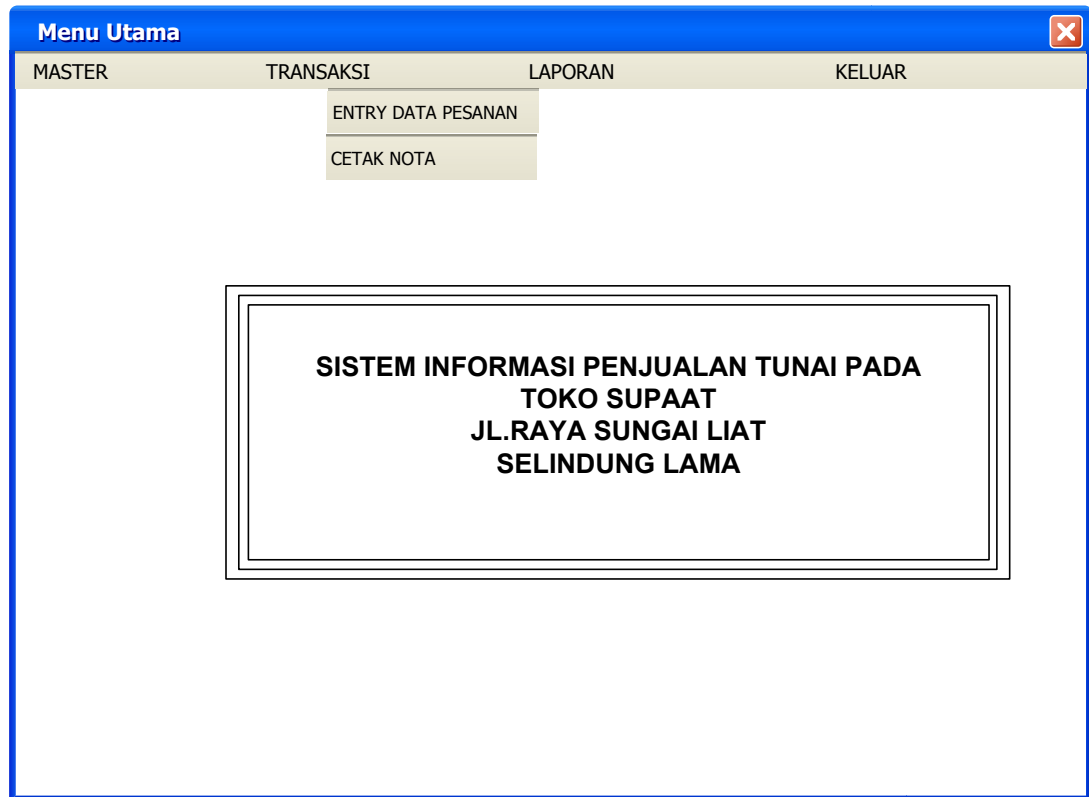 Menu Utama
MASTER TRANSAKSI LAPORAN KELUAR
ENTRY DATA PESANAN
CETAK NOTA
SISTEM INFORMASI PENJUALAN TUNAI PADA
TOKO SUPAAT
JL.RAYA SUNGAI LIAT
SELINDUNG LAMA